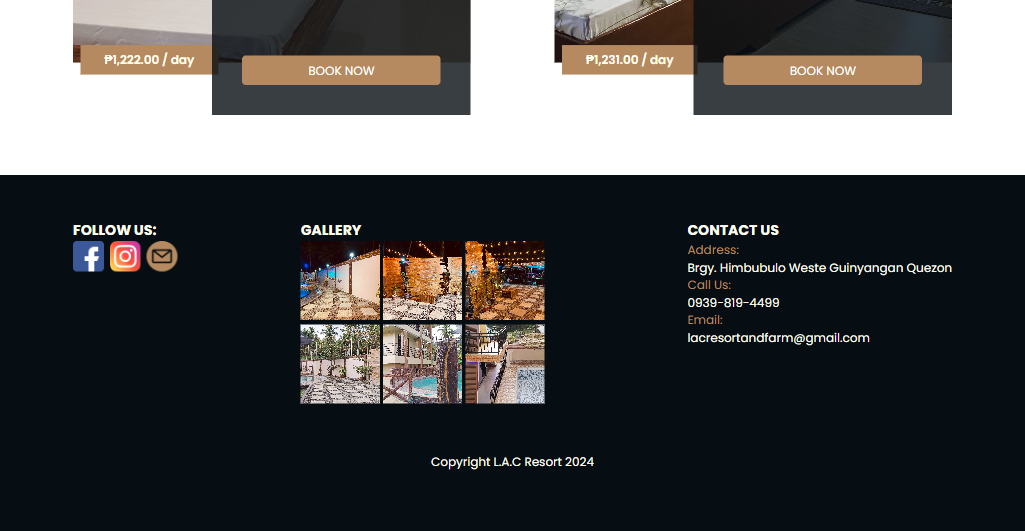 ₱1,222.00 / day
BOOK NOW
₱1,231.00 / day
BOOK NOW
FOLLOW US:
GALLERY
CONTACT US
Address:
Brgy. Himbubulo Weste Guinyangan Quezon
Call Us:
0939-819-4499
Email:
lacresortandfarm@gmail.com
Copyright L.A.C Resort 2024